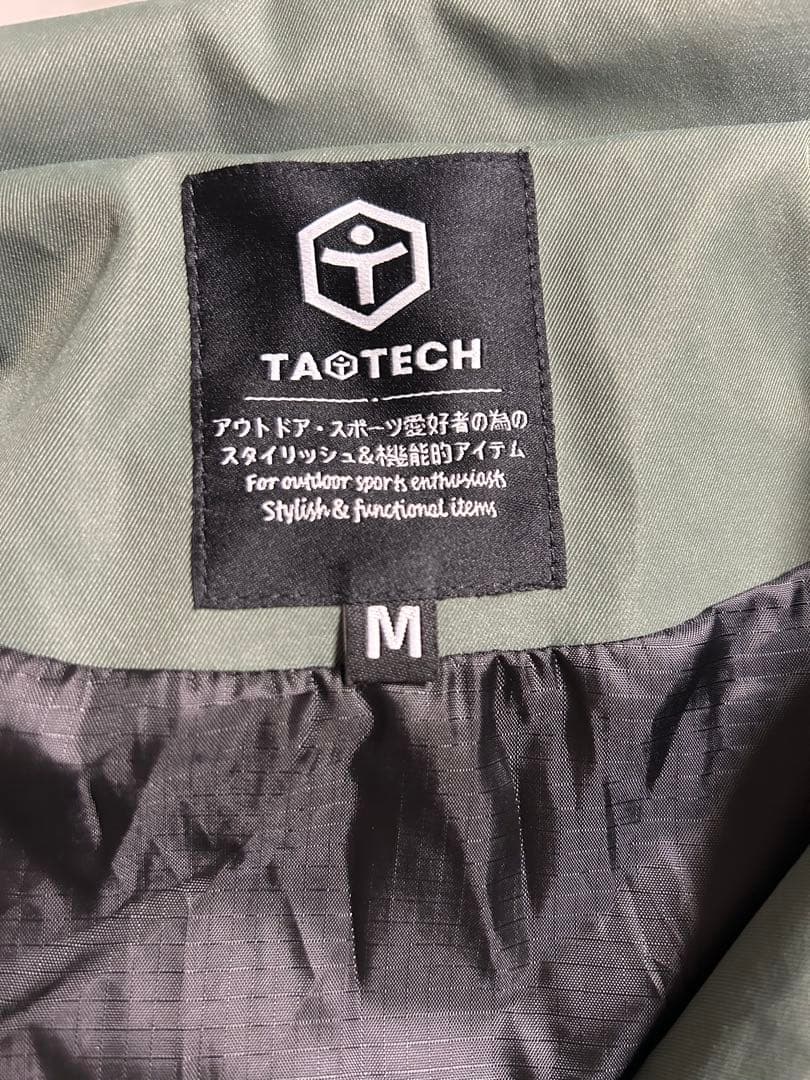 TAOTECH
アウトドア・スポーツ愛好者の為の
スタイリッシュ&機能的アイテム
For outdoor sports enthusiasts
Stylish & functional items
M